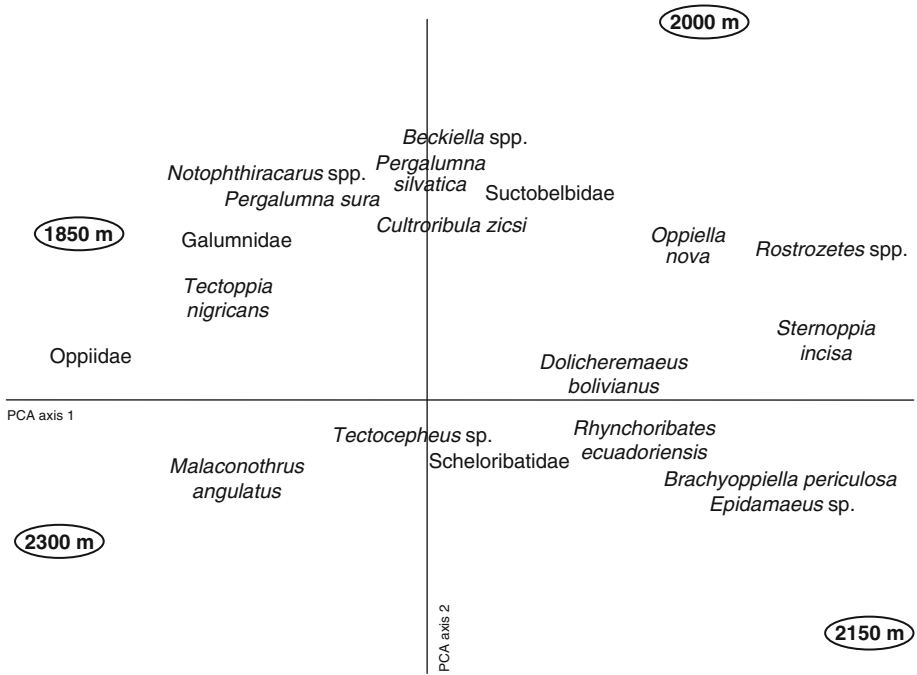 2000 m
Beckiella spp.
Pergalumna
silvatica
Notophthiracarus spp.
Pergalumna sura
Suctobelbidae
Cultroribula zicsi
1850 m
Galumnidae
Oppiella
nova
Rostrozetes spp.
Tectoppia
nigricans
Sternoppia
incisa
Oppiidae
Dolicheremaeus
bolivianus
PCA axis 1
Tectocepheus sp.
Rhynchoribates
ecuadoriensis
Scheloribatidae
Malaconothrus
angulatus
Brachyoppiella periculosa
Epidamaeus sp.
2300 m
PCA axis 2
2150 m